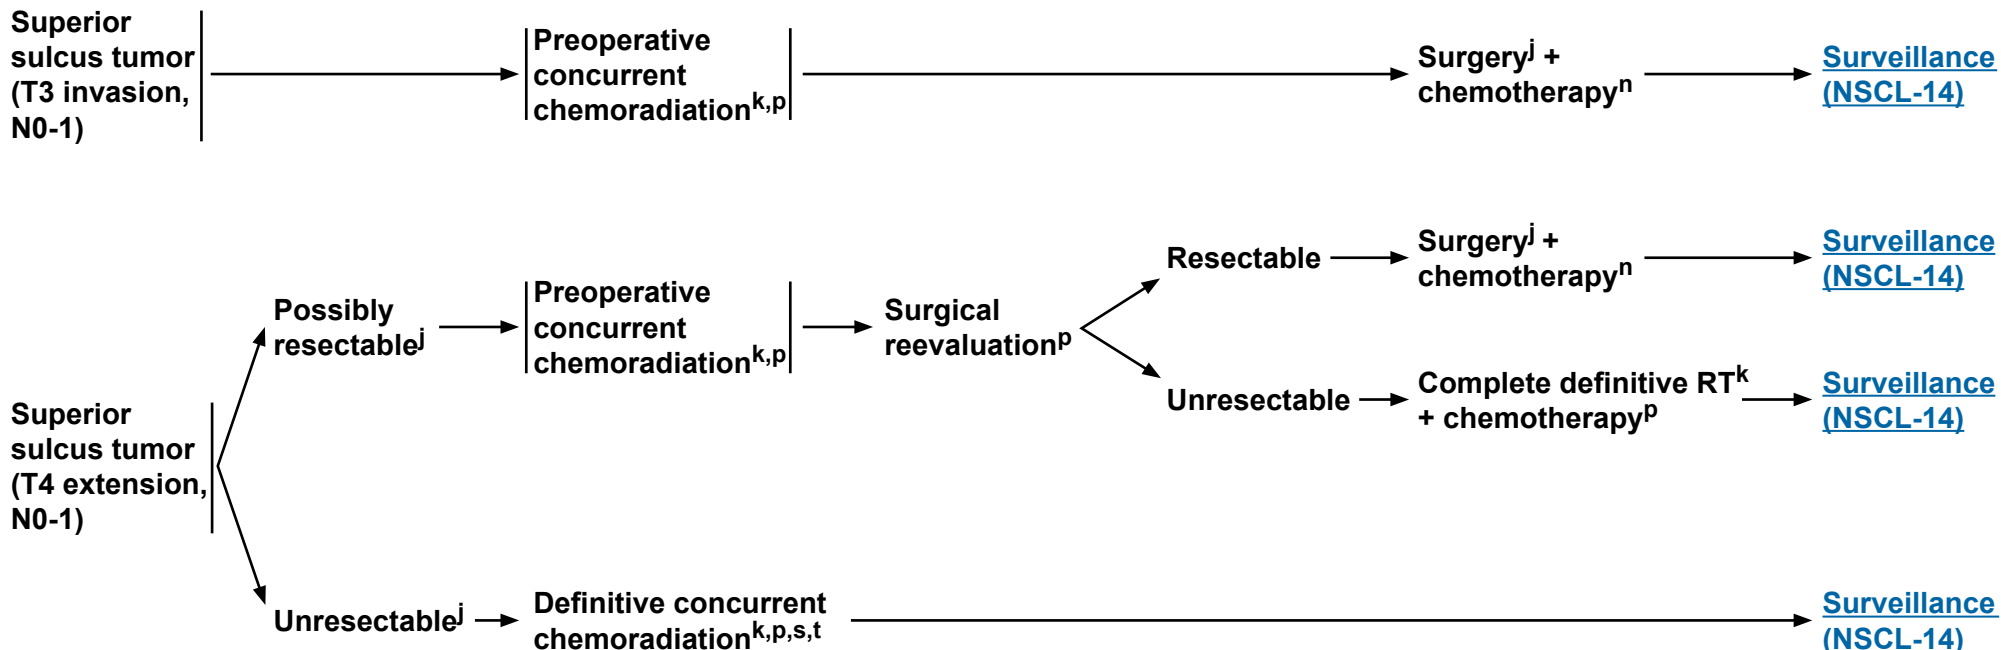 Superior
sulcus tumor
(T3 invasion,
N0-1)
Preoperative
concurrent
chemoradiationk,p
Surgeryj +
chemotherapyn
Surveillance
(NSCL-14)
Superior
sulcus tumor
(T4 extension,
N0-1)
Possibly
resectablej
Preoperative
concurrent
chemoradiationk,p
Surgical
reevaluationp
Resectable
Surgeryj +
chemotherapyn
Surveillance
(NSCL-14)
Unresectable
Complete definitive RTk
+ chemotherapyp
Surveillance
(NSCL-14)
Unresectablej
Definitive concurrent
chemoradiationk,p,s,t
Surveillance
(NSCL-14)